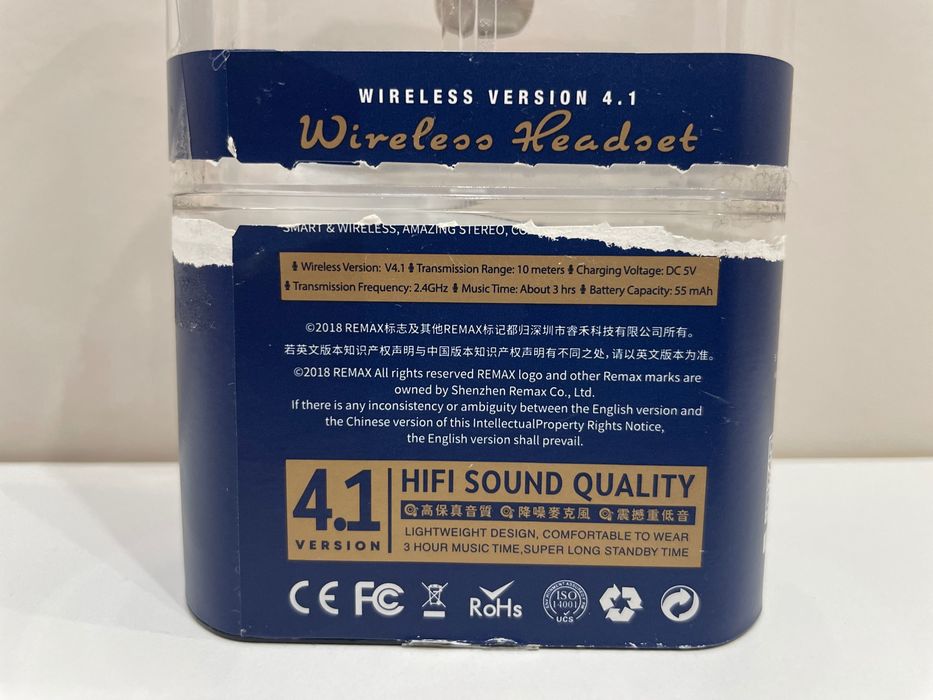 WIRELESS VERSION 4.1
Wireless Headset
SMART & WIRELESS, AMAZING STEREO,
Wireless Version: V4.1 Transmission Range: 10 meters Charging Voltage: DC 5V
Transmission Frequency: 2.4GHz Music Time: About 3 hrs Battery Capacity: 55 mAh
©2018 REMAX标志及其他REMAX标记都归深圳市睿禾科技有限公司所有。
若英文版本知识产权声明与中国版本知识产权声明有不同之处,请以英文版本为准。
©2018 REMAX All rights reserved REMAX logo and other Remax marks are
owned by Shenzhen Remax Co., Ltd.
If there is any inconsistency or ambiguity between the English version and
the Chinese version of this IntellectualProperty Rights Notice,
the English version shall prevail.
4.1
VERSION
HIFI SOUND QUALITY
高保真音質 降噪麥克風 震撼重低音
LIGHTWEIGHT DESIGN, COMFORTABLE TO WEAR
3 HOUR MUSIC TIME,SUPER LONG STANDBY TIME
CE FC RoHS ISO 14001 UCS